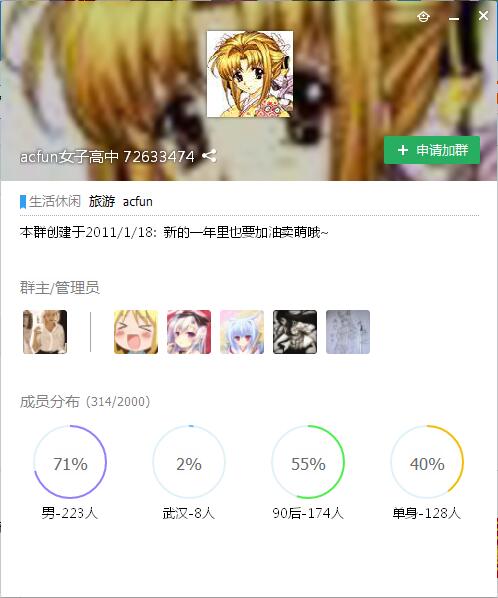 acfun女子高中 72633474
申请加群
生活休闲 旅游 acfun
本群创建于2011/1/18: 新的一年里也要加油卖萌哦~
群主/管理员
成员分布 (314/2000)
71% 2% 55% 40%
男-223人 武汉-8人 90后-174人 单身-128人